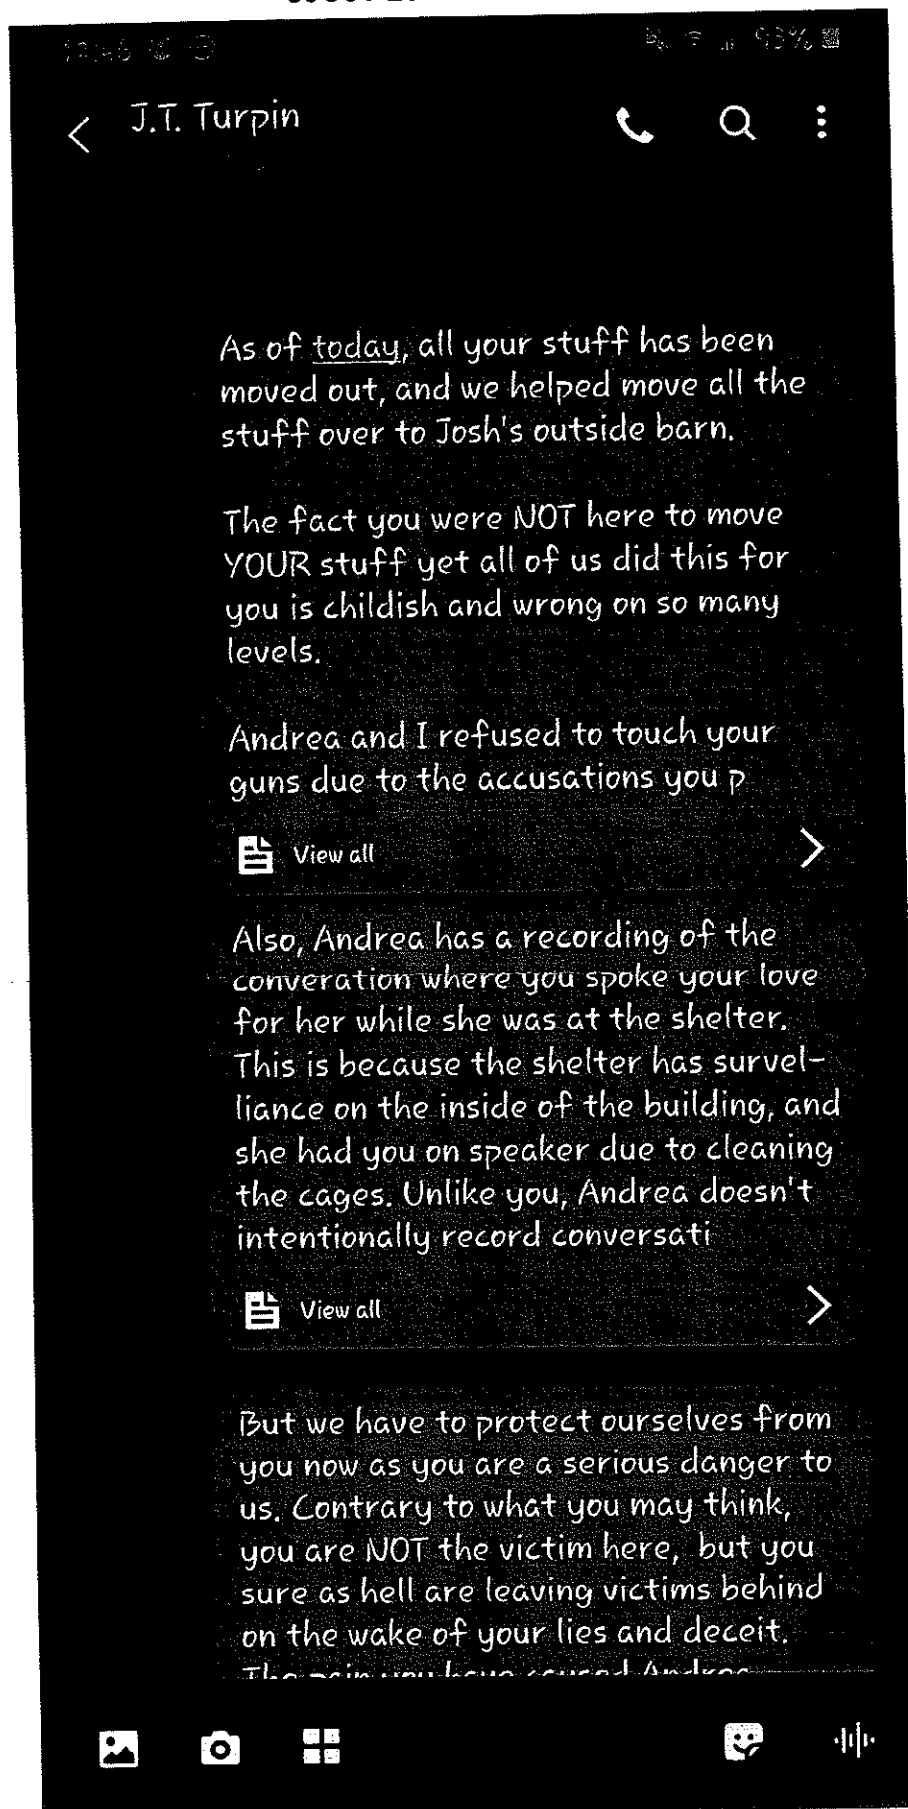 93%
J.T. Turpin
As of today, all your stuff has been
moved out, and we helped move all the
stuff over to Josh's outside barn.
The fact you were NOT here to move
YOUR stuff yet all of us did this for
you is childish and wrong on so many
levels.
Andrea and I refused to touch your
guns due to the accusations you p
View all
Also, Andrea has a recording of the
converation where you spoke your love
for her while she was at the shelter.
This is because the shelter has survel-
liance on the inside of the building, and
she had you on speaker due to cleaning
the cages. Unlike you, Andrea doesn't
intentionally record conversati
View all
But we have to protect ourselves from
you now as you are a serious danger to
us. Contrary to what you may think,
you are NOT the victim here, but you
sure as hell are leaving victims behind
on the wake of your lies and deceit.
The pain you have caused Andrea